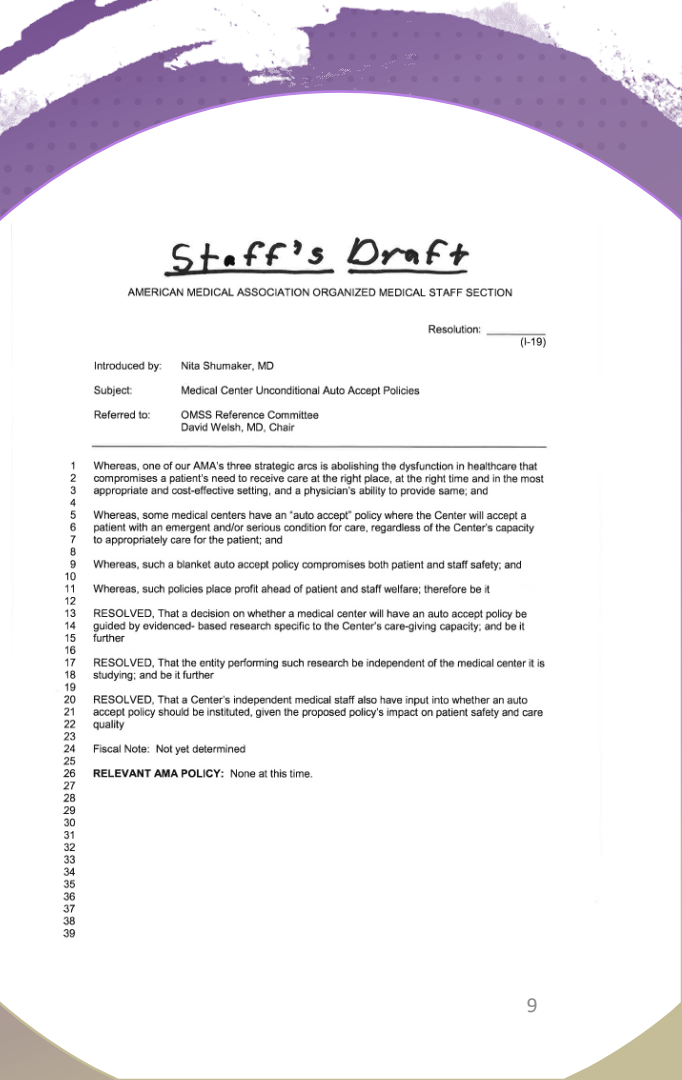 Staff's Draft
AMERICAN MEDICAL ASSOCIATION ORGANIZED MEDICAL STAFF SECTION
Resolution: ________
(I-19)
Introduced by: Nita Shumaker, MD
Subject: Medical Center Unconditional Auto Accept Policies
Referred to: OMSS Reference Committee
David Welsh, MD, Chair
1 Whereas, one of our AMA's three strategic arcs is abolishing the dysfunction in healthcare that
2 compromises a patient's need to receive care at the right place, at the right time and in the most
3 appropriate and cost-effective setting, and a physician's ability to provide same; and
4
5 Whereas, some medical centers have an "auto accept" policy where the Center will accept a
6 patient with an emergent and/or serious condition for care, regardless of the Center's capacity
7 to appropriately care for the patient; and
8
9 Whereas, such a blanket auto accept policy compromises both patient and staff safety; and
10
11 Whereas, such policies place profit ahead of patient and staff welfare; therefore be it
12
13 RESOLVED, That a decision on whether a medical center will have an auto accept policy be
14 guided by evidenced- based research specific to the Center's care-giving capacity; and be it
15 further
16
17 RESOLVED, That the entity performing such research be independent of the medical center it is
18 studying; and be it further
19
20 RESOLVED, That a Center's independent medical staff also have input into whether an auto
21 accept policy should be instituted, given the proposed policy's impact on patient safety and care
22 quality
23
24 Fiscal Note: Not yet determined
25
26 RELEVANT AMA POLICY: None at this time.
27
28
29
30
31
32
33
34
35
36
37
38
39
9